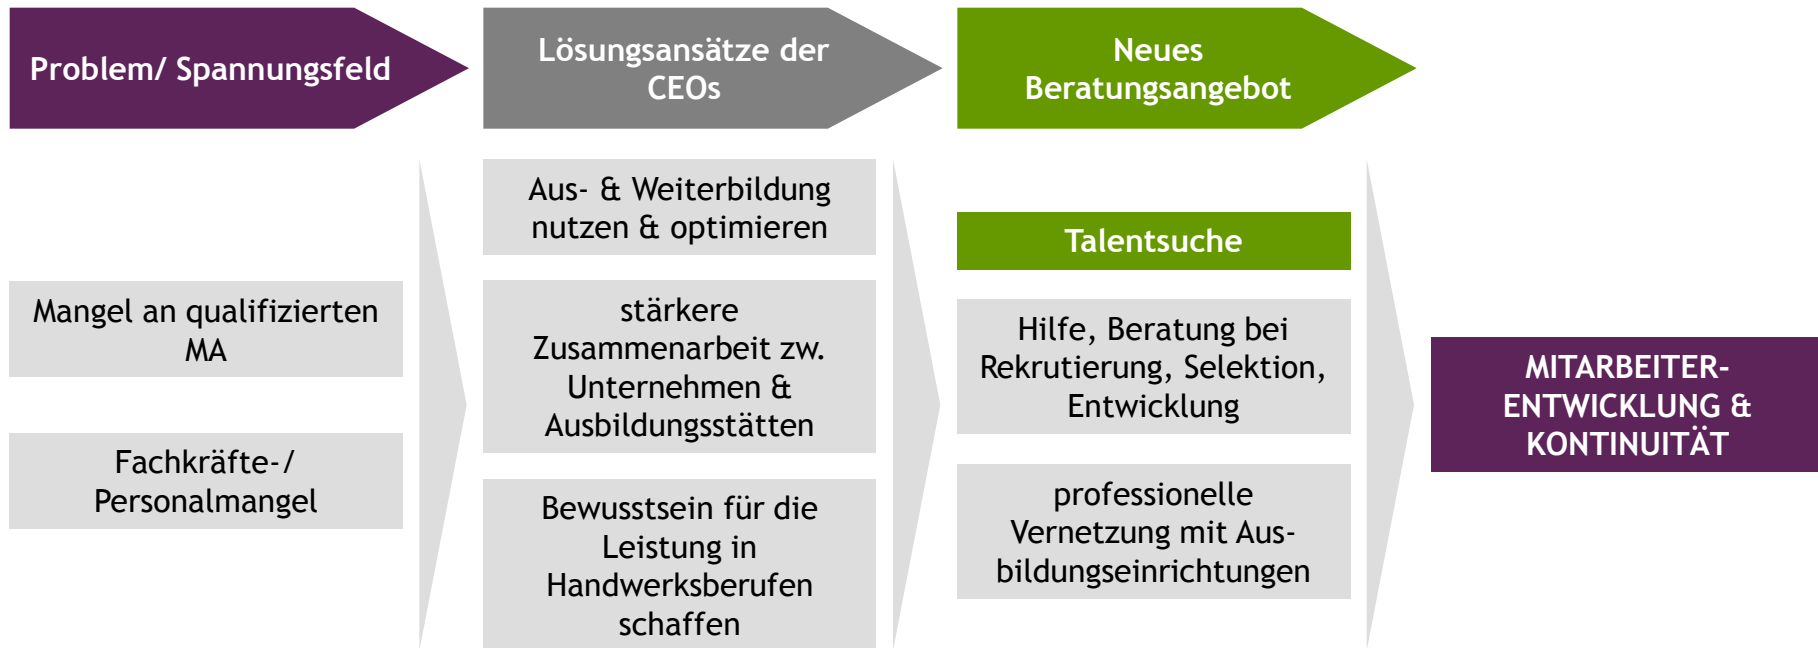 Problem/ Spannungsfeld
Lösungsansätze der
CEOs
Neues
Beratungsangebot
Mangel an qualifizierten
MA
Fachkräfte-/
Personalmangel
Aus- & Weiterbildung
nutzen & optimieren
stärkere
Zusammenarbeit zw.
Unternehmen &
Ausbildungsstätten
Bewusstsein für die
Leistung in
Handwerksberufen
schaffen
Talentsuche
Hilfe, Beratung bei
Rekrutierung, Selektion,
Entwicklung
professionelle
Vernetzung mit Aus-
bildungseinrichtungen
MITARBEITER-
ENTWICKLUNG &
KONTINUITÄT